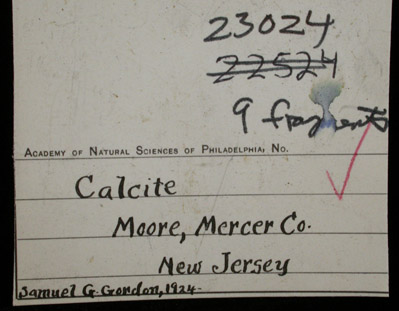 23024
22524
9 fragments
Academy of Natural Sciences of Philadelphia, No.
Calcite
Moore, Mercer Co.
New Jersey
Samuel G. Gordon, 1924.